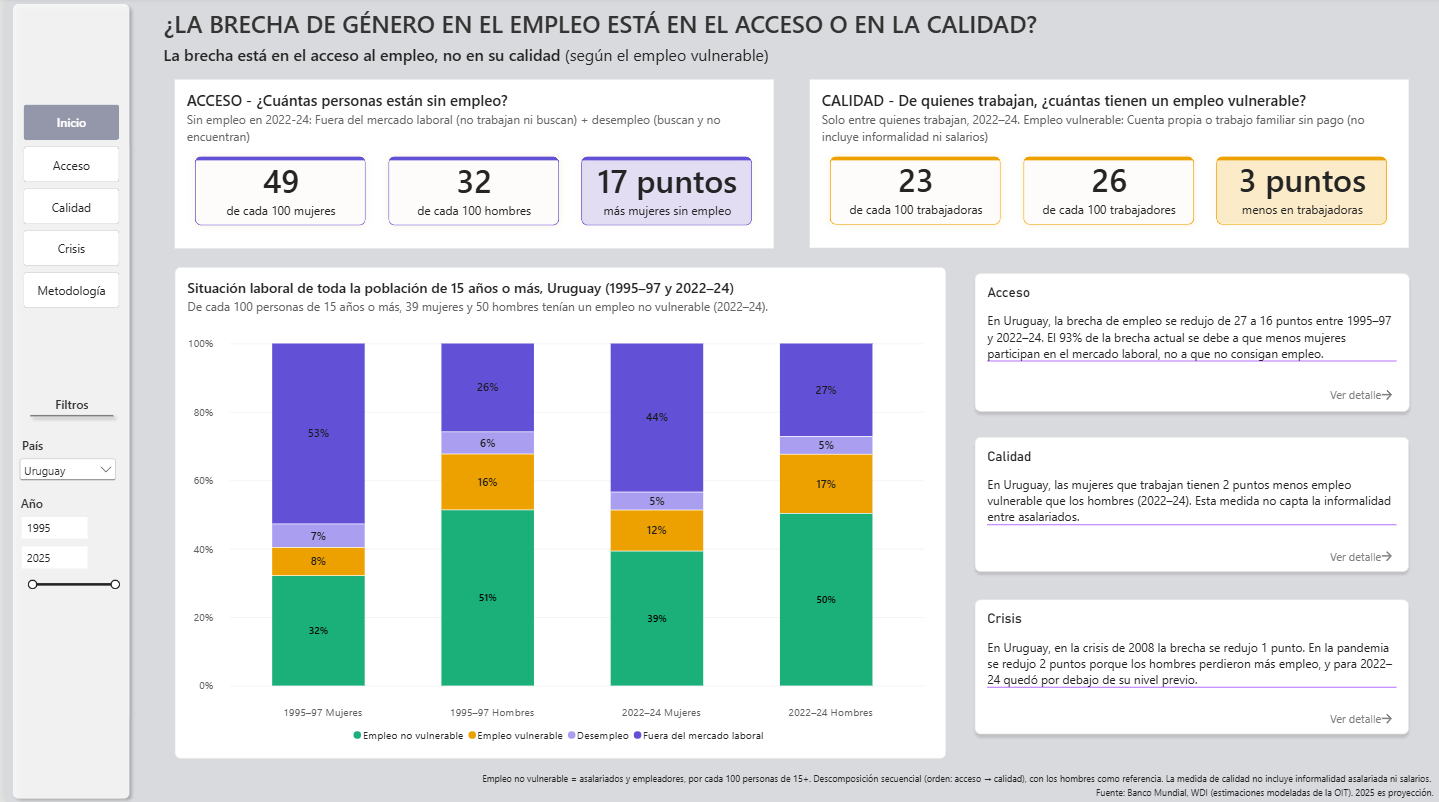 ¿LA BRECHA DE GÉNERO EN EL EMPLEO ESTÁ EN EL ACCESO O EN LA CALIDAD?
La brecha está en el acceso al empleo, no en su calidad (según el empleo vulnerable)
Inicio
Acceso
Calidad
Crisis
Metodología
Filtros
País
Uruguay
Año
1995
2025
ACCESO - ¿Cuántas personas están sin empleo?
Sin empleo en 2022-24: Fuera del mercado laboral (no trabajan ni buscan) + desempleo (buscan y no
encuentran)
49
de cada 100 mujeres
32
de cada 100 hombres
17 puntos
más mujeres sin empleo
CALIDAD - De quienes trabajan, ¿cuántas tienen un empleo vulnerable?
Solo entre quienes trabajan, 2022–24. Empleo vulnerable: Cuenta propia o trabajo familiar sin pago (no
incluye informalidad ni salarios)
23
de cada 100 trabajadoras
26
de cada 100 trabajadores
3 puntos
menos en trabajadoras
Situación laboral de toda la población de 15 años o más, Uruguay (1995–97 y 2022–24)
De cada 100 personas de 15 años o más, 39 mujeres y 50 hombres tenían un empleo no vulnerable (2022–24).
100%
80%
60%
40%
20%
0%
53%
7%
8%
32%
26%
6%
16%
51%
44%
5%
12%
39%
27%
5%
17%
50%
1995–97 Mujeres
1995–97 Hombres
2022–24 Mujeres
2022–24 Hombres
Empleo no vulnerable
Empleo vulnerable
Desempleo
Fuera del mercado laboral
Acceso
En Uruguay, la brecha de empleo se redujo de 27 a 16 puntos entre 1995–97
y 2022–24. El 93% de la brecha actual se debe a que menos mujeres
participan en el mercado laboral, no a que no consigan empleo.
Ver detalle→
Calidad
En Uruguay, las mujeres que trabajan tienen 2 puntos menos empleo
vulnerable que los hombres (2022–24). Esta medida no capta la informalidad
entre asalariados.
Ver detalle→
Crisis
En Uruguay, en la crisis de 2008 la brecha se redujo 1 punto. En la pandemia
se redujo 2 puntos porque los hombres perdieron más empleo, y para 2022–
24 quedó por debajo de su nivel previo.
Ver detalle→
Empleo no vulnerable = asalariados y empleadores, por cada 100 personas de 15+. Descomposición secuencial (orden: acceso → calidad), con los hombres como referencia. La medida de calidad no incluye informalidad asalariada ni salarios.
Fuente: Banco Mundial, WDI (estimaciones modeladas de la OIT). 2025 es proyección.